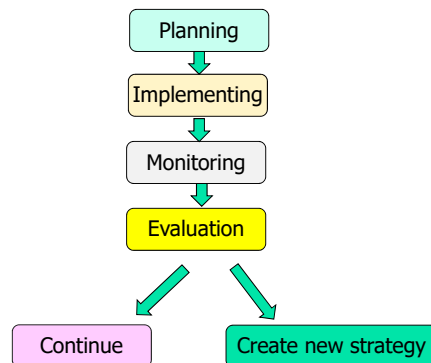 Planning
Implementing
Monitoring
Evaluation
Continue
Create new strategy